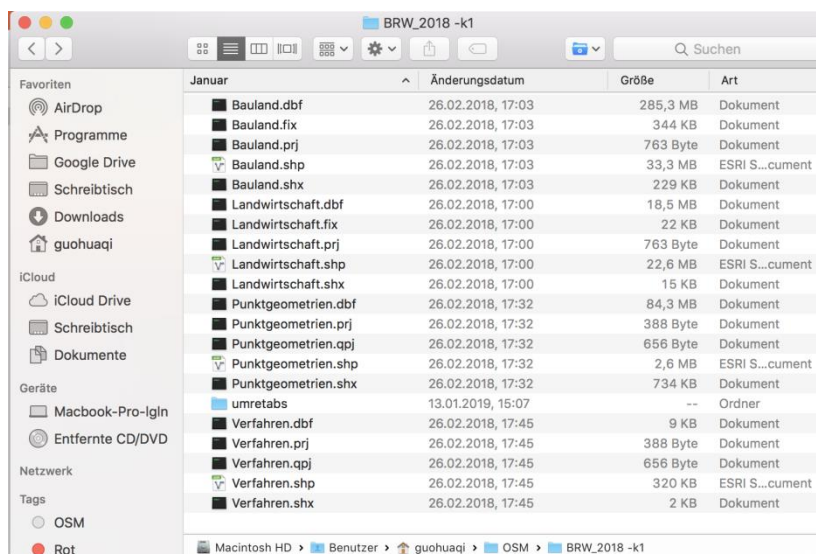 BRW_2018 -k1
Suchen
Favoriten
AirDrop
Programme
Google Drive
Schreibtisch
Downloads
guohuaqi
iCloud
iCloud Drive
Schreibtisch
Dokumente
Geräte
Macbook-Pro-Igln
Entfernte CD/DVD
Netzwerk
Tags
OSM
Rot
Januar Änderungsdatum Größe Art
Bauland.dbf 26.02.2018, 17:03 285,3 MB Dokument
Bauland.fix 26.02.2018, 17:03 344 KB Dokument
Bauland.prj 26.02.2018, 17:03 763 Byte Dokument
Bauland.shp 26.02.2018, 17:03 33,3 MB ESRI S...cument
Bauland.shx 26.02.2018, 17:03 229 KB Dokument
Landwirtschaft.dbf 26.02.2018, 17:00 18,5 MB Dokument
Landwirtschaft.fix 26.02.2018, 17:00 22 KB Dokument
Landwirtschaft.prj 26.02.2018, 17:00 763 Byte Dokument
Landwirtschaft.shp 26.02.2018, 17:00 22,6 MB ESRI S...cument
Landwirtschaft.shx 26.02.2018, 17:00 15 KB Dokument
Punktgeometrien.dbf 26.02.2018, 17:32 84,3 MB Dokument
Punktgeometrien.prj 26.02.2018, 17:32 388 Byte Dokument
Punktgeometrien.qpj 26.02.2018, 17:32 656 Byte Dokument
Punktgeometrien.shp 26.02.2018, 17:32 2,6 MB ESRI S...cument
Punktgeometrien.shx 26.02.2018, 17:32 734 KB Dokument
umretabs 13.01.2019, 15:07 -- Ordner
Verfahren.dbf 26.02.2018, 17:45 9 KB Dokument
Verfahren.prj 26.02.2018, 17:45 388 Byte Dokument
Verfahren.qpj 26.02.2018, 17:45 656 Byte Dokument
Verfahren.shp 26.02.2018, 17:45 320 KB ESRI S...cument
Verfahren.shx 26.02.2018, 17:45 2 KB Dokument
Macintosh HD › Benutzer › guohuaqi › OSM › BRW_2018 -k1